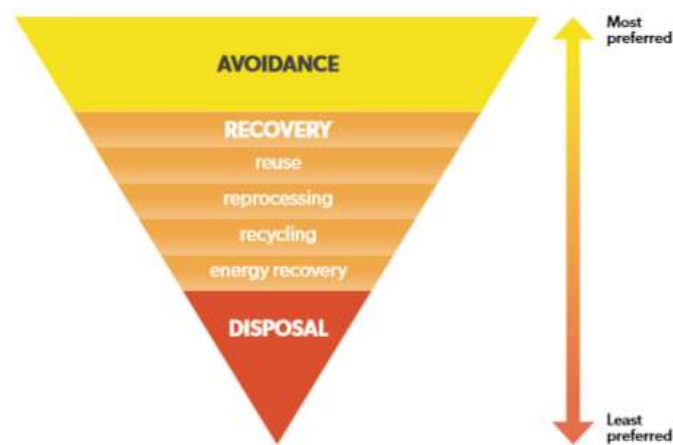 Most
preferred
AVOIDANCE
RECOVERY
reuse
reprocessing
recycling
energy recovery
DISPOSAL
Least
preferred